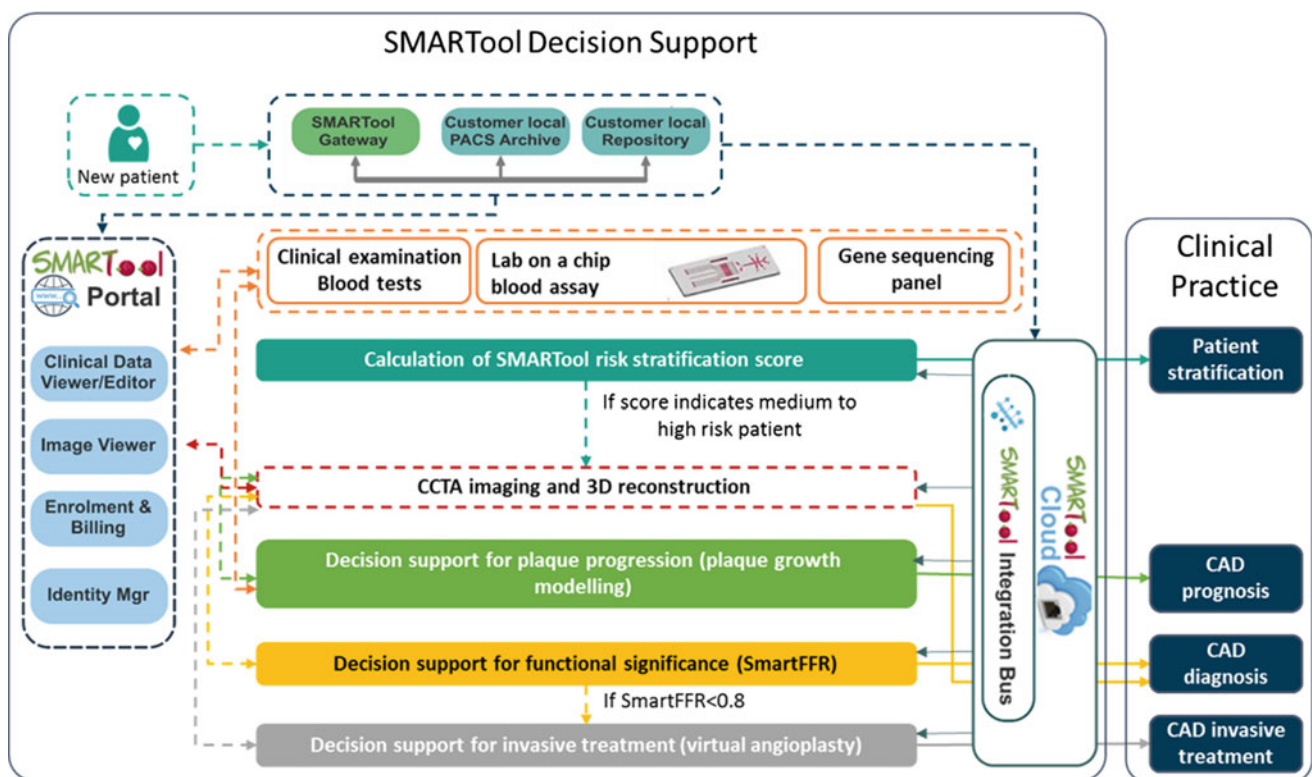 SMARTool Decision Support
New patient
SMARTool
Gateway
Customer local
PACS Archive
Customer local
Repository
SMARTool
www...
Portal
Clinical Data
Viewer/Editor
Image Viewer
Enrolment &
Billing
Identity Mgr
Clinical examination
Blood tests
Lab on a chip
blood assay
Gene sequencing
panel
Calculation of SMARTool risk stratification score
If score indicates medium to
high risk patient
CCTA imaging and 3D reconstruction
Decision support for plaque progression (plaque growth
modelling)
Decision support for functional significance (SmartFFR)
If SmartFFR<0.8
Decision support for invasive treatment (virtual angioplasty)
SMARTool Integration Bus
SMARTool
Cloud
Clinical
Practice
Patient
stratification
CAD
prognosis
CAD
diagnosis
CAD invasive
treatment